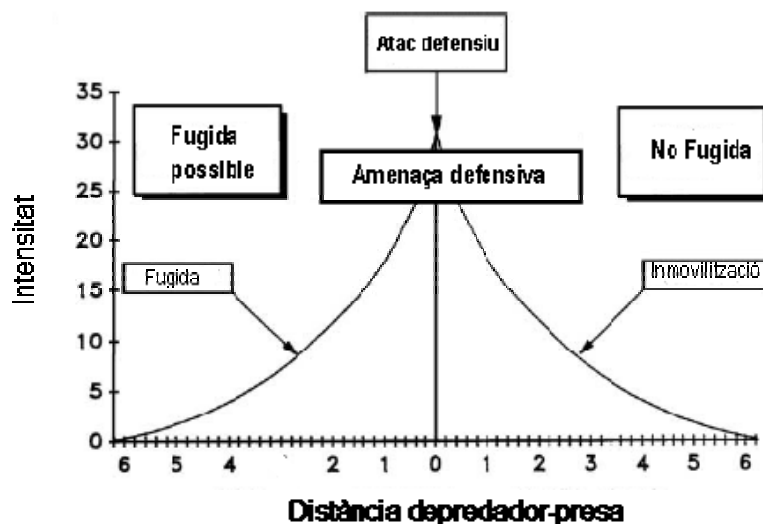 Atac defensiu
35
30
25
20
15
10
5
0
Intensitat
Fugida
possible
Amenaça defensiva
No Fugida
Fugida
Inmovilització
6 5 4 2 1 0 1 2 3 4 5 6
Distància depredador-presa